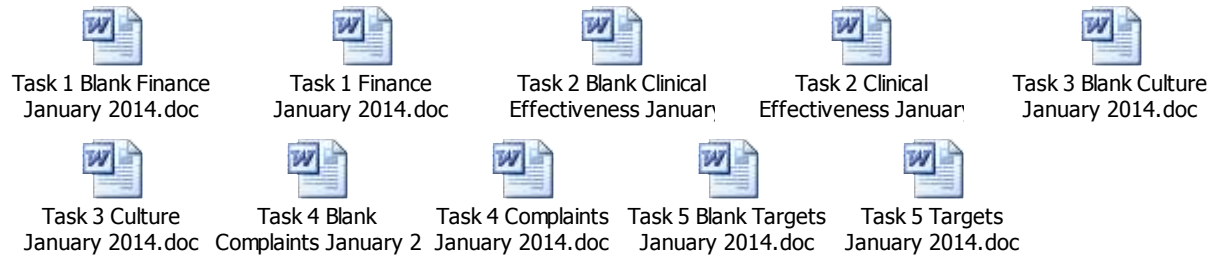 Task 1 Blank Finance
January 2014.doc
Task 1 Finance
January 2014.doc
Task 2 Blank Clinical
Effectiveness January
Task 2 Clinical
Effectiveness January
Task 3 Blank Culture
January 2014.doc
Task 3 Culture
January 2014.doc
Task 4 Blank
Complaints January 2
Task 4 Complaints
January 2014.doc
Task 5 Blank Targets
January 2014.doc
Task 5 Targets
January 2014.doc